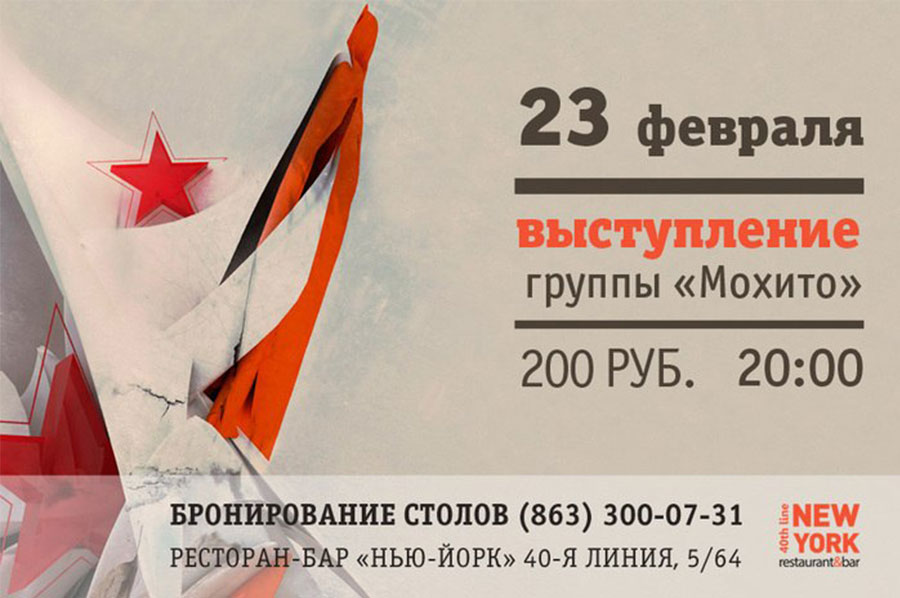 23 февраля
выступление
группы «Мохито»
200 РУБ. 20:00
БРОНИРОВАНИЕ СТОЛОВ (863) 300-07-31
РЕСТОРАН-БАР «НЬЮ-ЙОРК» 40-Я ЛИНИЯ, 5/64
40th line
NEW
YORK
restaurant&bar